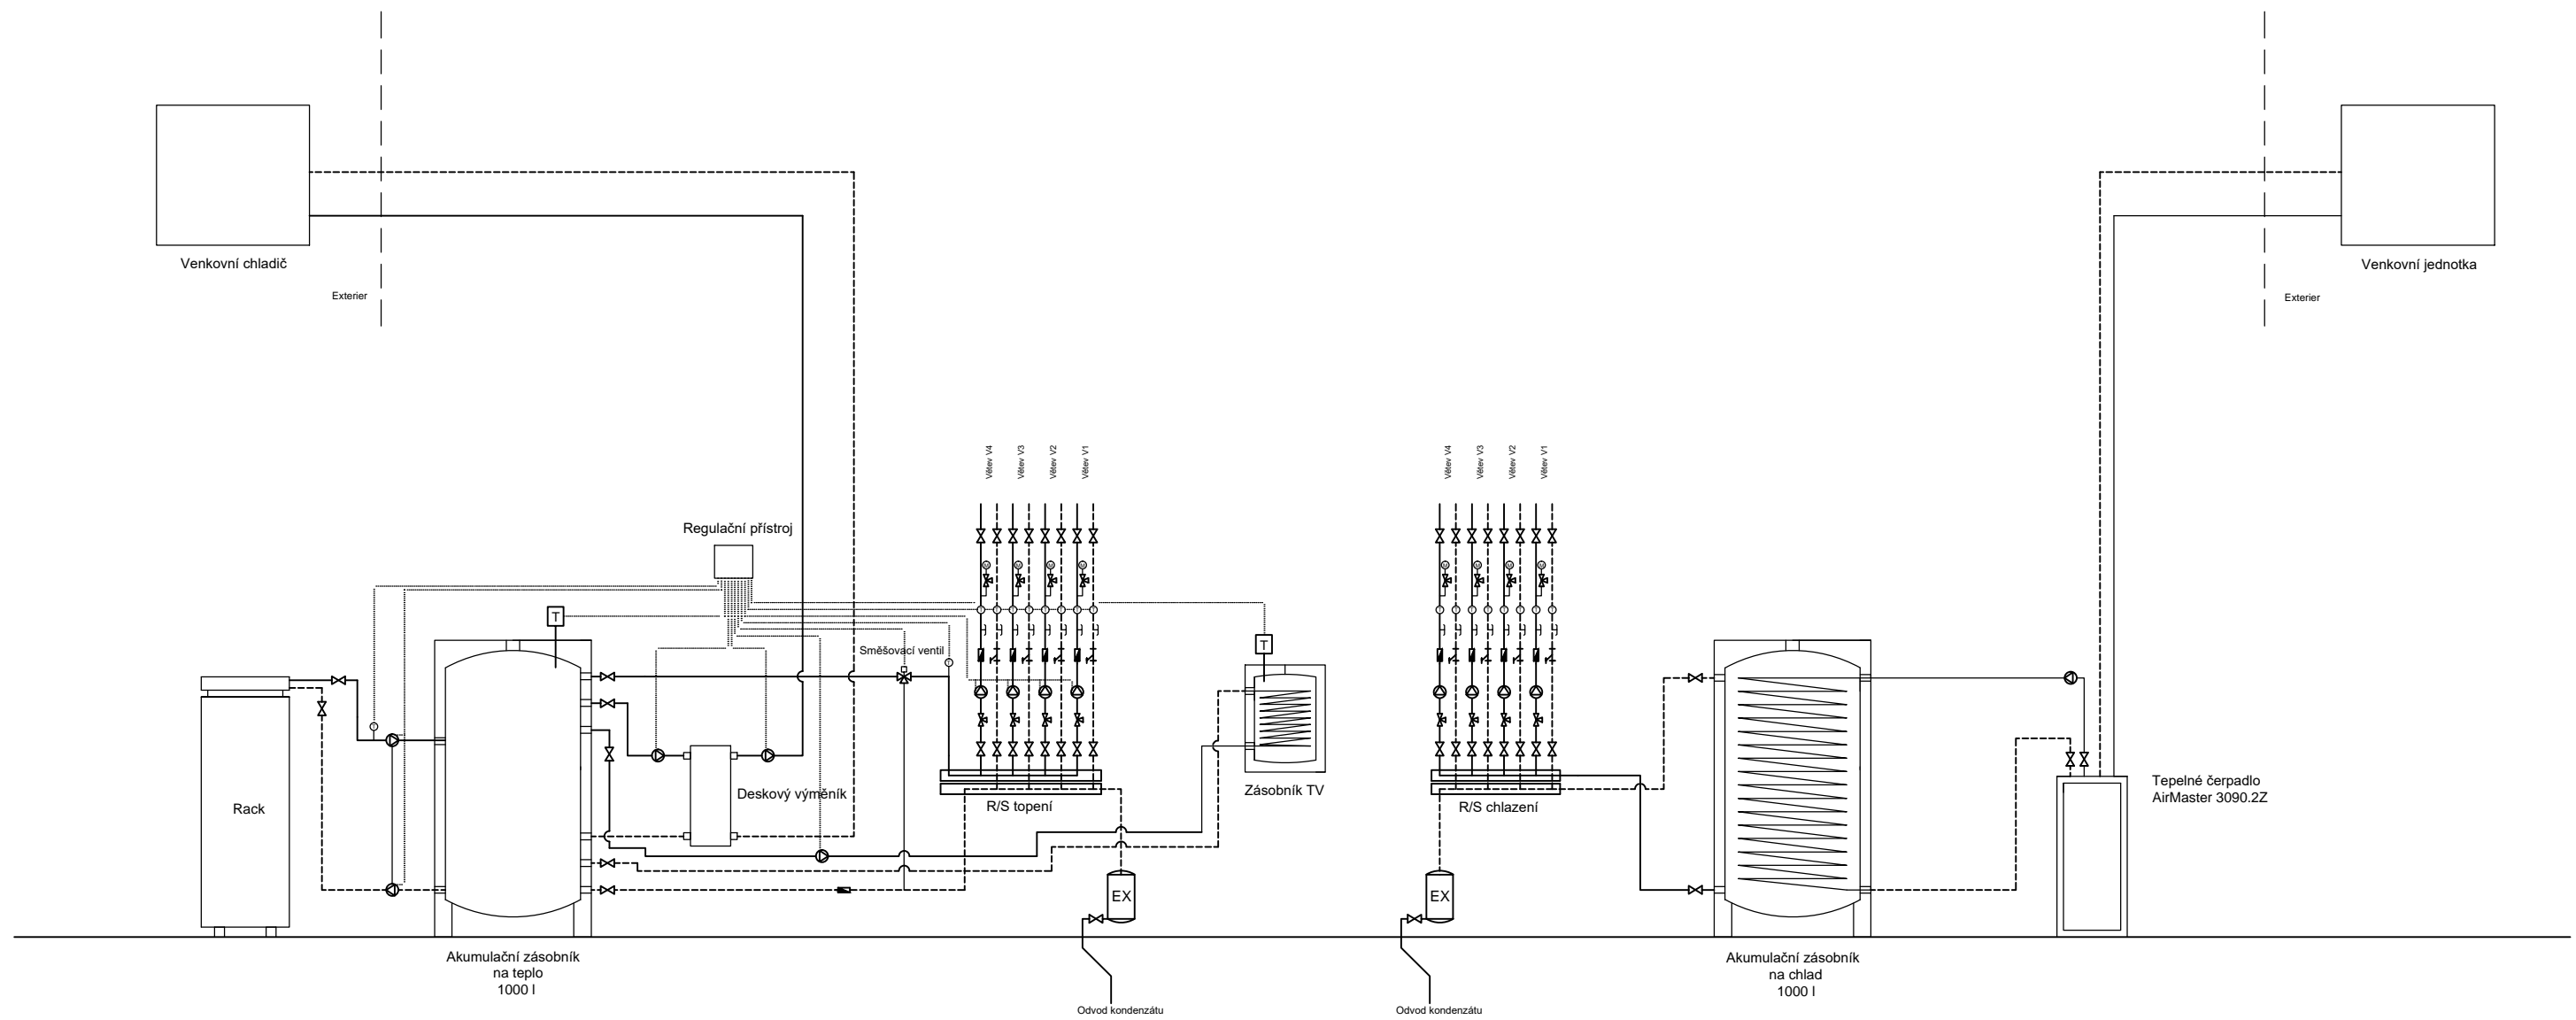 Venkovní chladič
Exterier
Venkovní jednotka
Exterier
Větev V4
Větev V3
Větev V2
Větev V1
Větev V4
Větev V3
Větev V2
Větev V1
Regulační přístroj
M
M
M
M
M
M
M
M
T
T
Směšovací ventil
T
T
Rack
Deskový výměník
R/S topení
Zásobník TV
R/S chlazení
Tepelné čerpadlo
AirMaster 3090.2Z
EX
EX
Akumulační zásobník
na teplo
1000 l
Akumulační zásobník
na chlad
1000 l
Odvod kondenzátu
Odvod kondenzátu